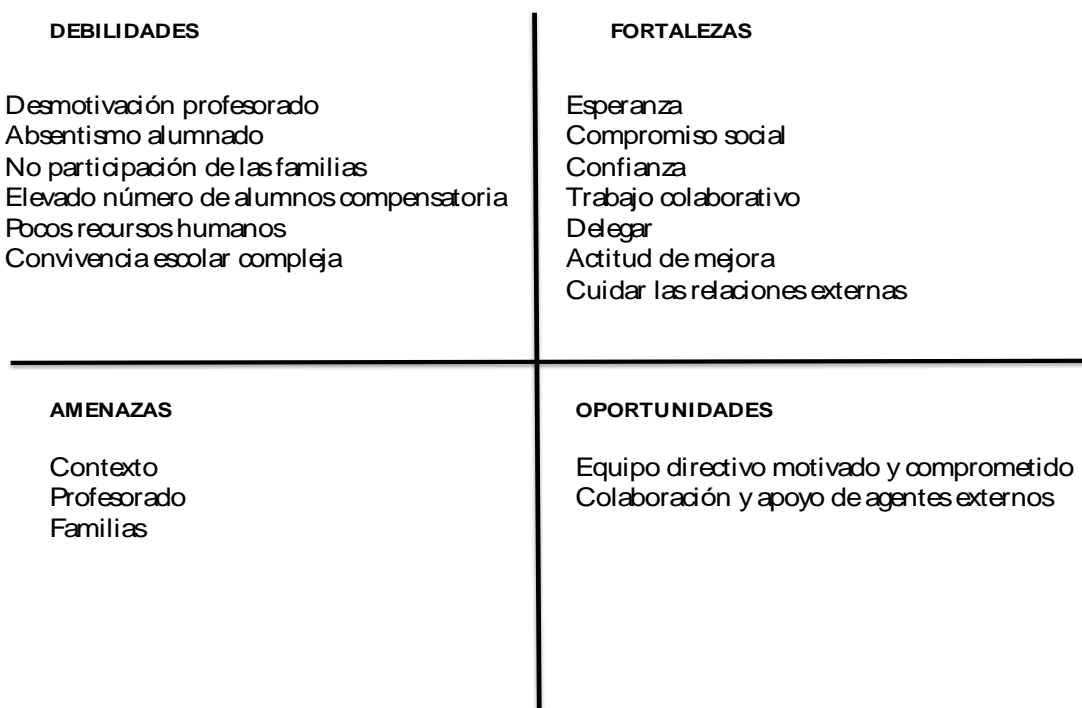 DEBILIDADES
Desmotivación profesorado
Absentismo alumnado
No participación de las familias
Elevado número de alumnos compensatoria
Pocos recursos humanos
Convivencia escolar compleja
FORTALEZAS
Esperanza
Compromiso social
Confianza
Trabajo colaborativo
Delegar
Actitud de mejora
Cuidar las relaciones externas
AMENAZAS
Contexto
Profesorado
Familias
OPORTUNIDADES
Equipo directivo motivado y comprometido
Colaboración y apoyo de agentes externos